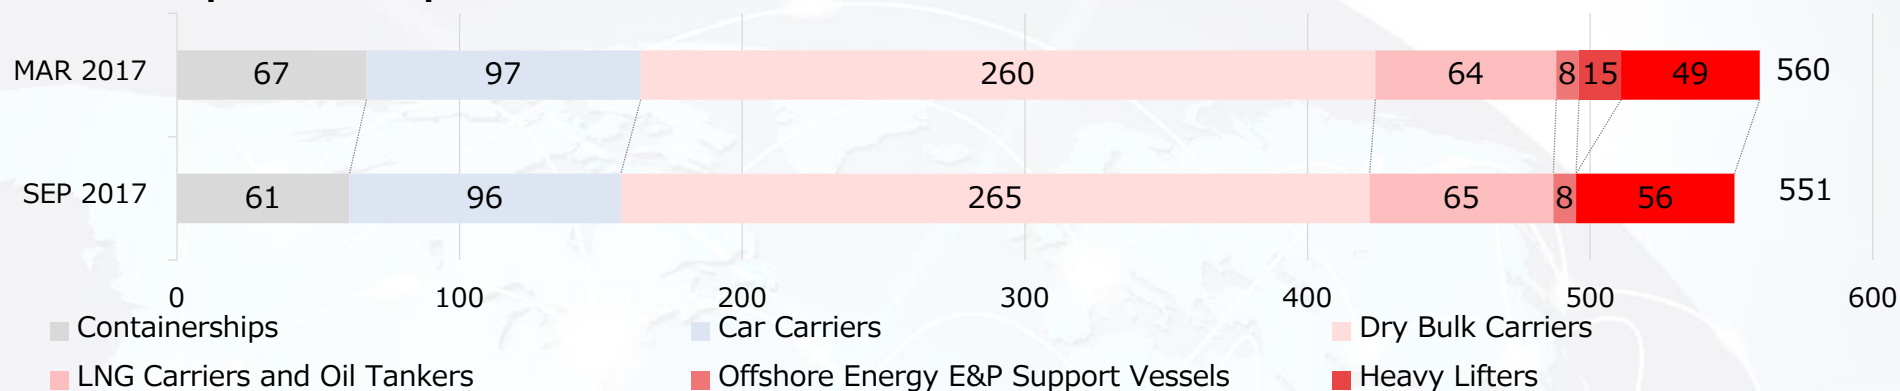 MAR 2017 67 97 260 64 8 15 49 560
SEP 2017 61 96 265 65 8 56 551
0 100 200 300 400 500 600
Containerships Car Carriers Dry Bulk Carriers
LNG Carriers and Oil Tankers Offshore Energy E&P Support Vessels Heavy Lifters